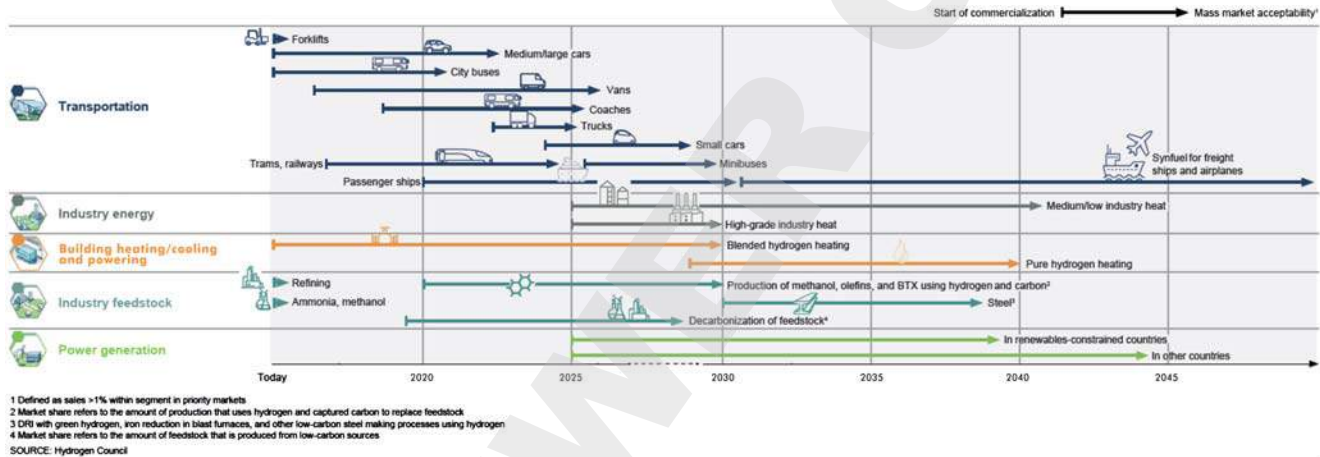 Start of commercialization
Mass market acceptability¹
Transportation
Forklifts
Medium/large cars
City buses
Vans
Coaches
Trucks
Small cars
Trams, railways
Minibuses
Passenger ships
Synfuel for freight
ships and airplanes
Industry energy
Medium/low industry heat
High-grade industry heat
Building heating/cooling
and powering
Blended hydrogen heating
Pure hydrogen heating
Industry feedstock
Refining
Production of methanol, olefins, and BTX using hydrogen and carbon²
Ammonia, methanol
Steel³
Decarbonization of feedstock⁴
Power generation
In renewables-constrained countries
In other countries
Today 2020 2025 2030 2035 2040 2045
1 Defined as sales >1% within segment in priority markets
2 Market share refers to the amount of production that uses hydrogen and captured carbon to replace feedstock
3 DRI with green hydrogen, iron reduction in blast furnaces, and other low-carbon steel making processes using hydrogen
4 Market share refers to the amount of feedstock that is produced from low-carbon sources
SOURCE: Hydrogen Council